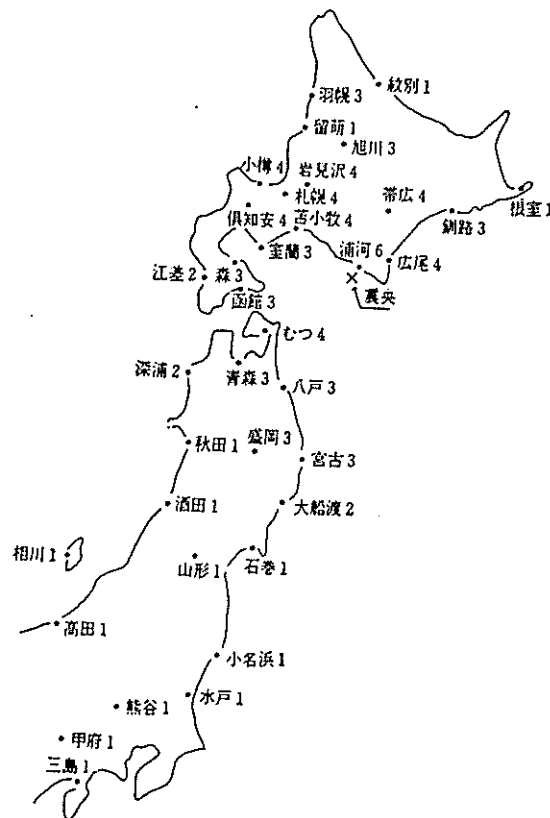 紋別1
羽幌3
留萌1
旭川3
小樽4
岩見沢4
札幌4
帯広4
根室1
倶知安4
苫小牧4
釧路3
室蘭3
浦河6
広尾4
江差2
森3
震央
函館3
むつ4
深浦2
青森3
八戸3
秋田1
盛岡3
宮古3
酒田1
大船渡2
相川1
山形1
石巻1
高田1
小名浜1
水戸1
熊谷1
甲府1
三島1